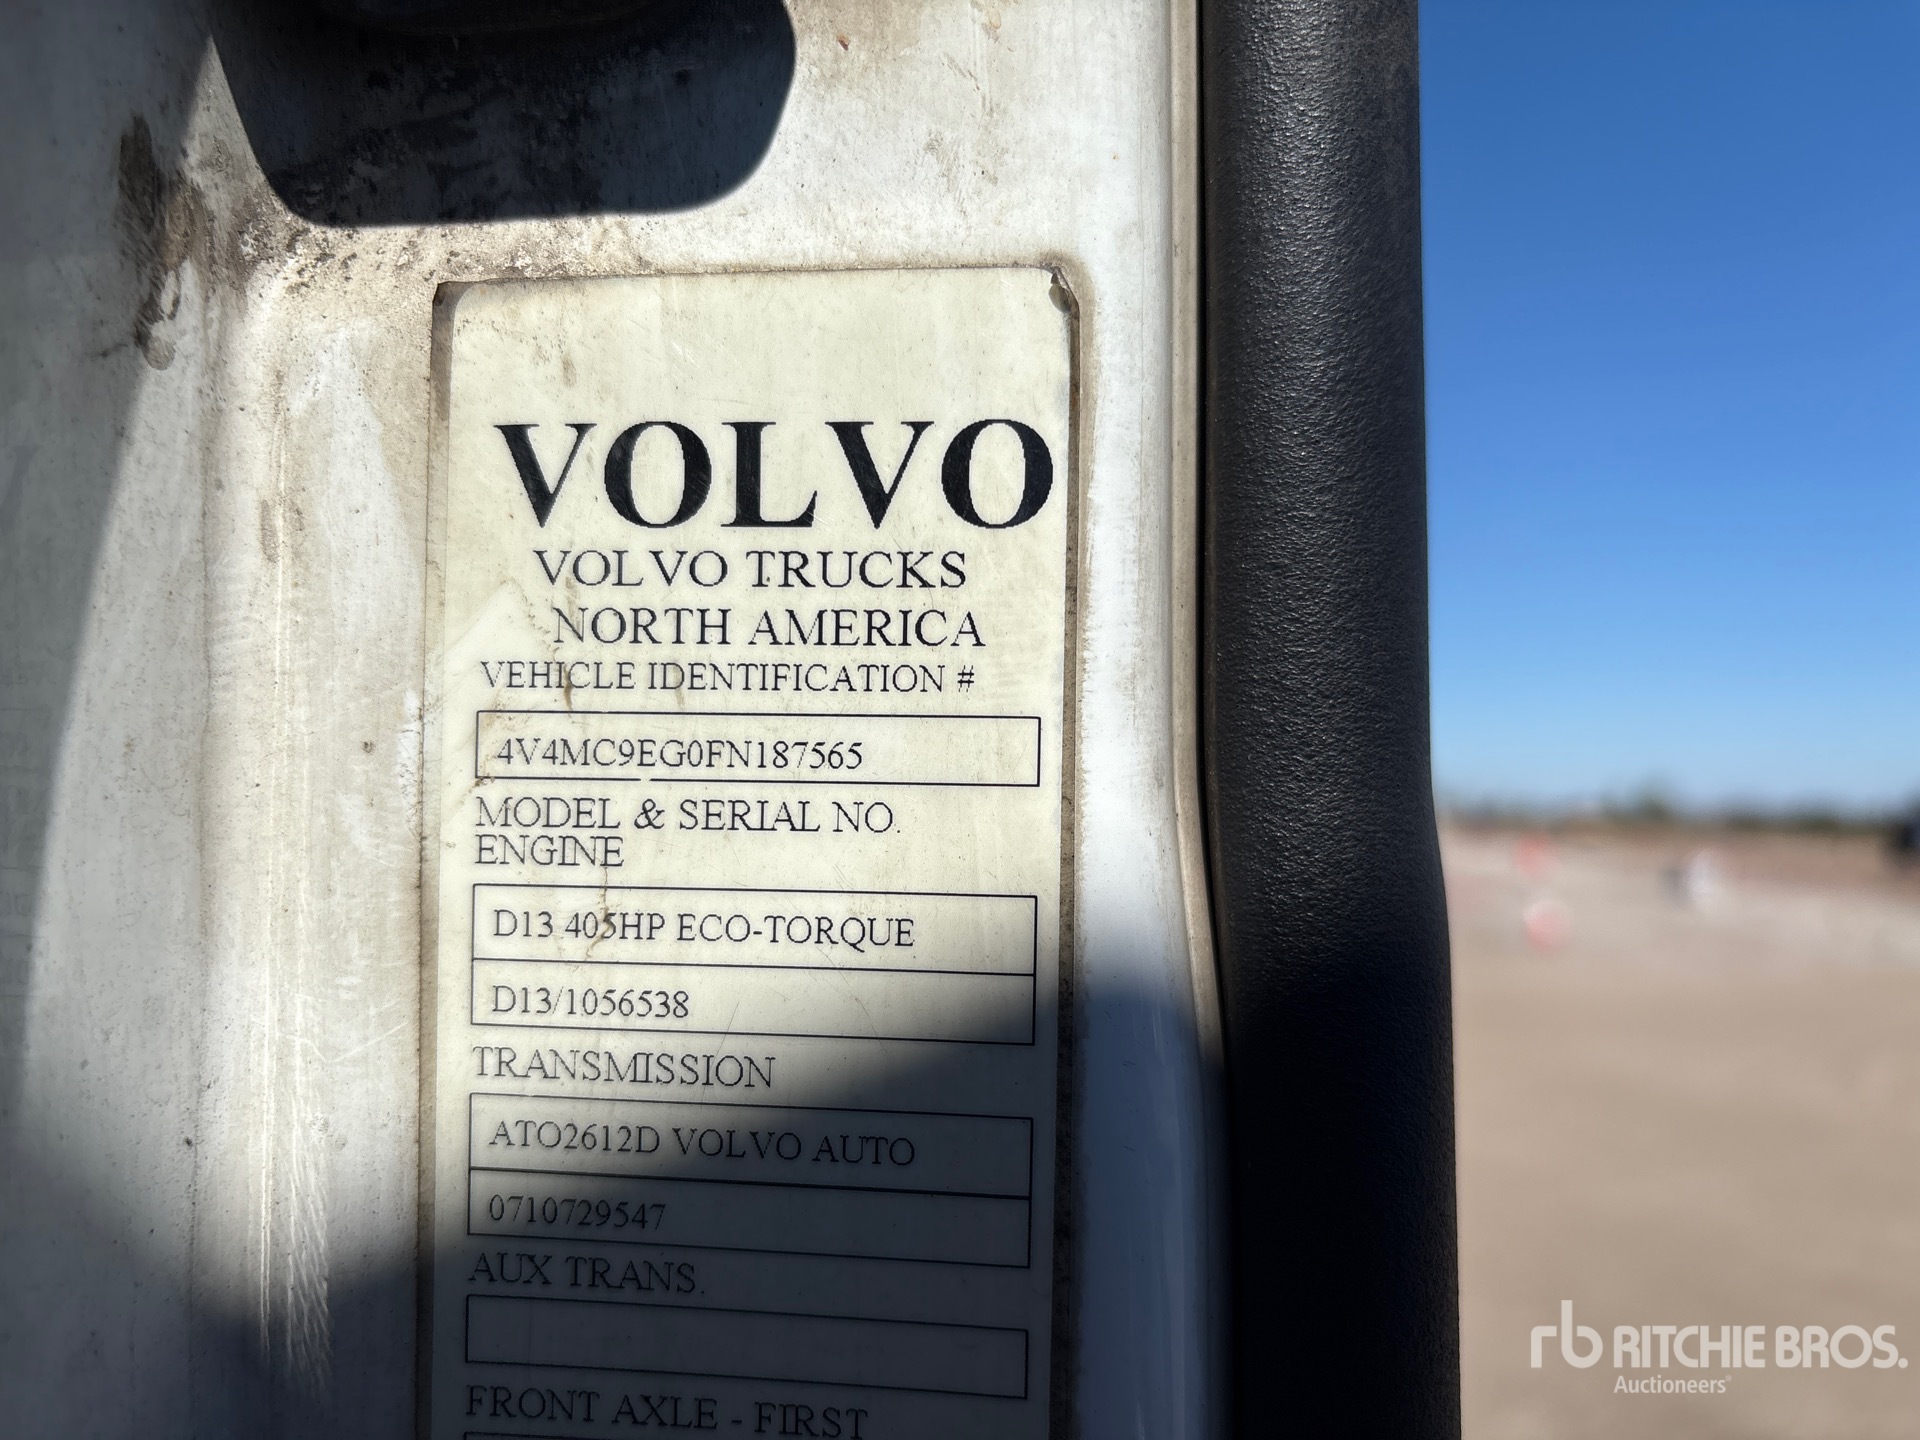 VOLVO
VOLVO TRUCKS
NORTH AMERICA
VEHICLE IDENTIFICATION #
4V4MC9EG0FN187565
MODEL & SERIAL NO.
ENGINE
D13 405HP ECO-TORQUE
D13/1056538
TRANSMISSION
ATO2612D VOLVO AUTO
0710729547
AUX TRANS.
FRONT AXLE - FIRST
rb RITCHIE BROS.
Auctioneers